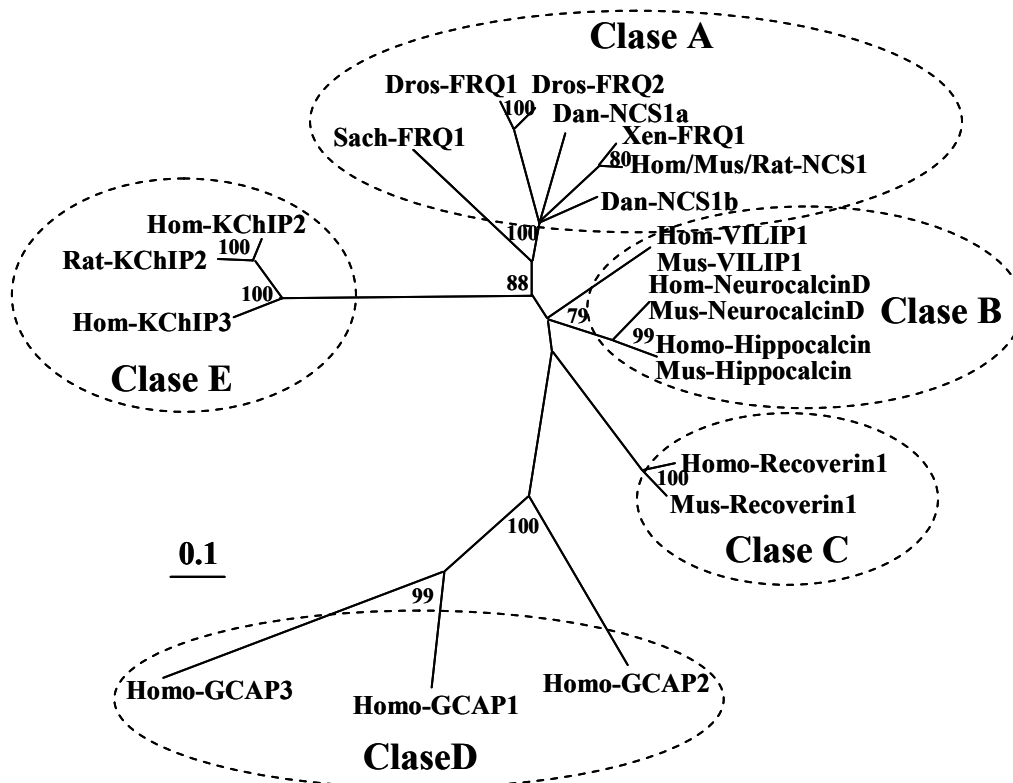 Clase A
Dros-FRQ1 Dros-FRQ2
100
Dan-NCS1a
Sach-FRQ1
Xen-FRQ1
80
Hom/Mus/Rat-NCS1
Dan-NCS1b
100
Hom-KChIP2
100
Rat-KChIP2
100
Hom-KChIP3
Clase E
88
Hom-VILIP1
Mus-VILIP1
Hom-NeurocalcinD
Mus-NeurocalcinD
79
99
Homo-Hippocalcin
Mus-Hippocalcin
Clase B
Homo-Recoverin1
100
Mus-Recoverin1
Clase C
0.1
100
99
Homo-GCAP3
Homo-GCAP1
Homo-GCAP2
ClaseD